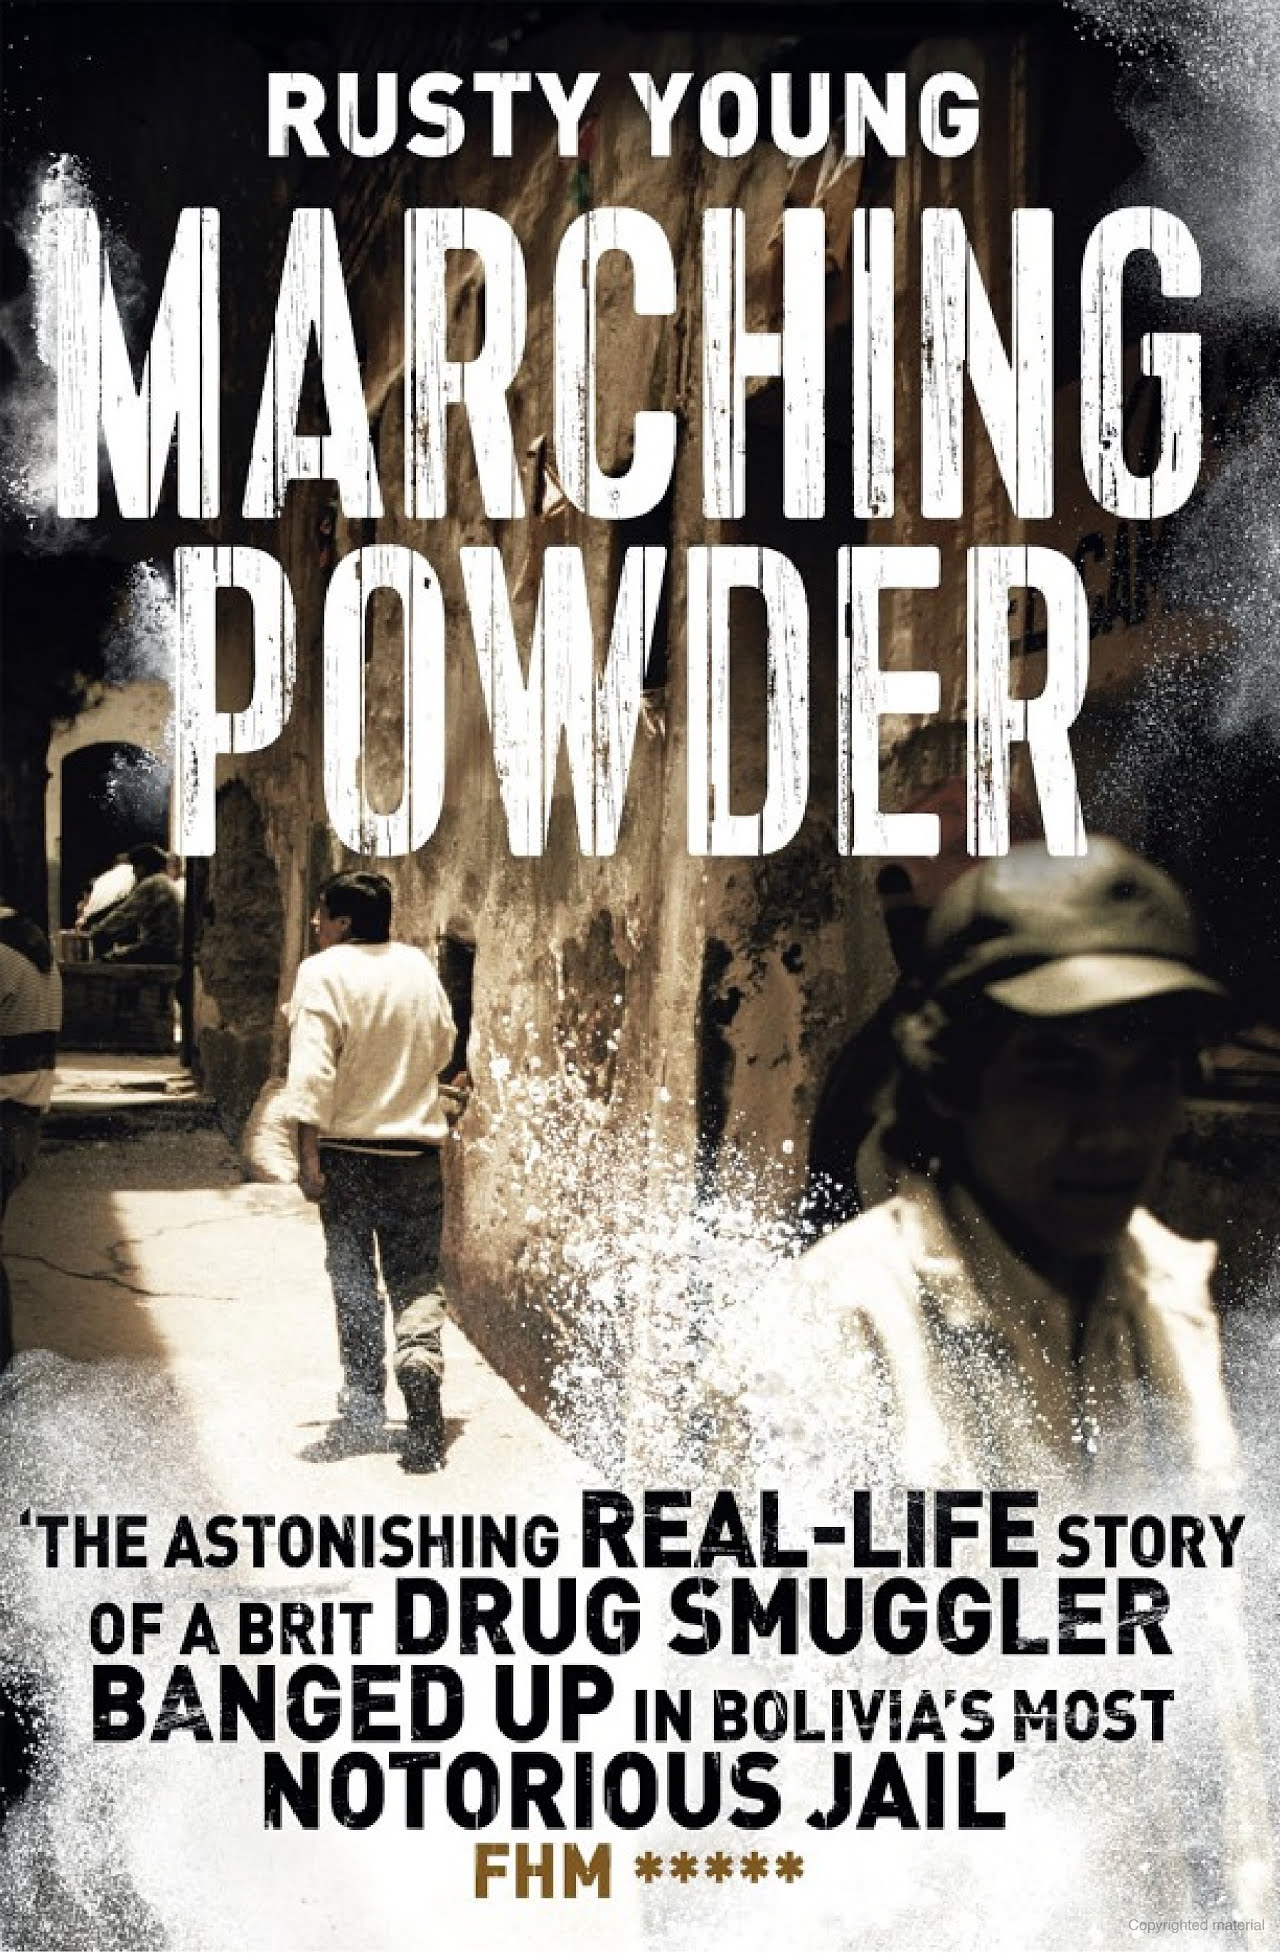 RUSTY YOUNG
MARCHING
POWDER
‘THE ASTONISHING REAL-LIFE STORY
OF A BRIT DRUG SMUGGLER
BANGED UP IN BOLIVIA’S MOST
NOTORIOUS JAIL’
FHM *****
Copyrighted material